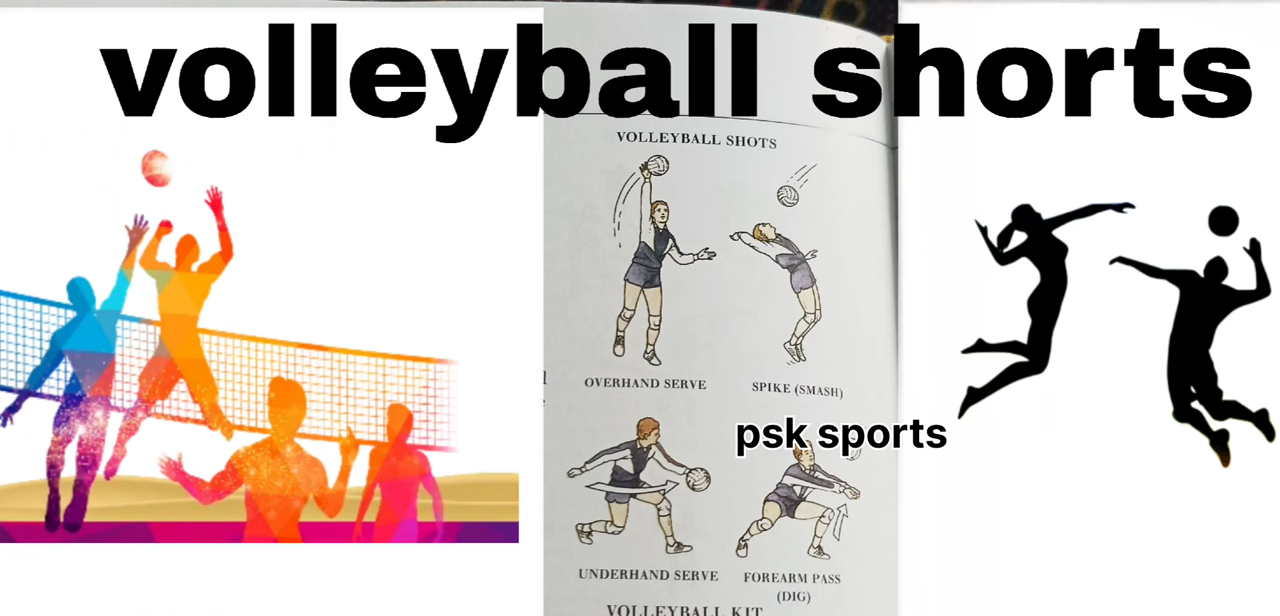 volleyball shorts
VOLLEYBALL SHOTS
OVERHAND SERVE
SPIKE (SMASH)
psk sports
UNDERHAND SERVE
FOREARM PASS
(DIG)
VOLLEYBALL KIT